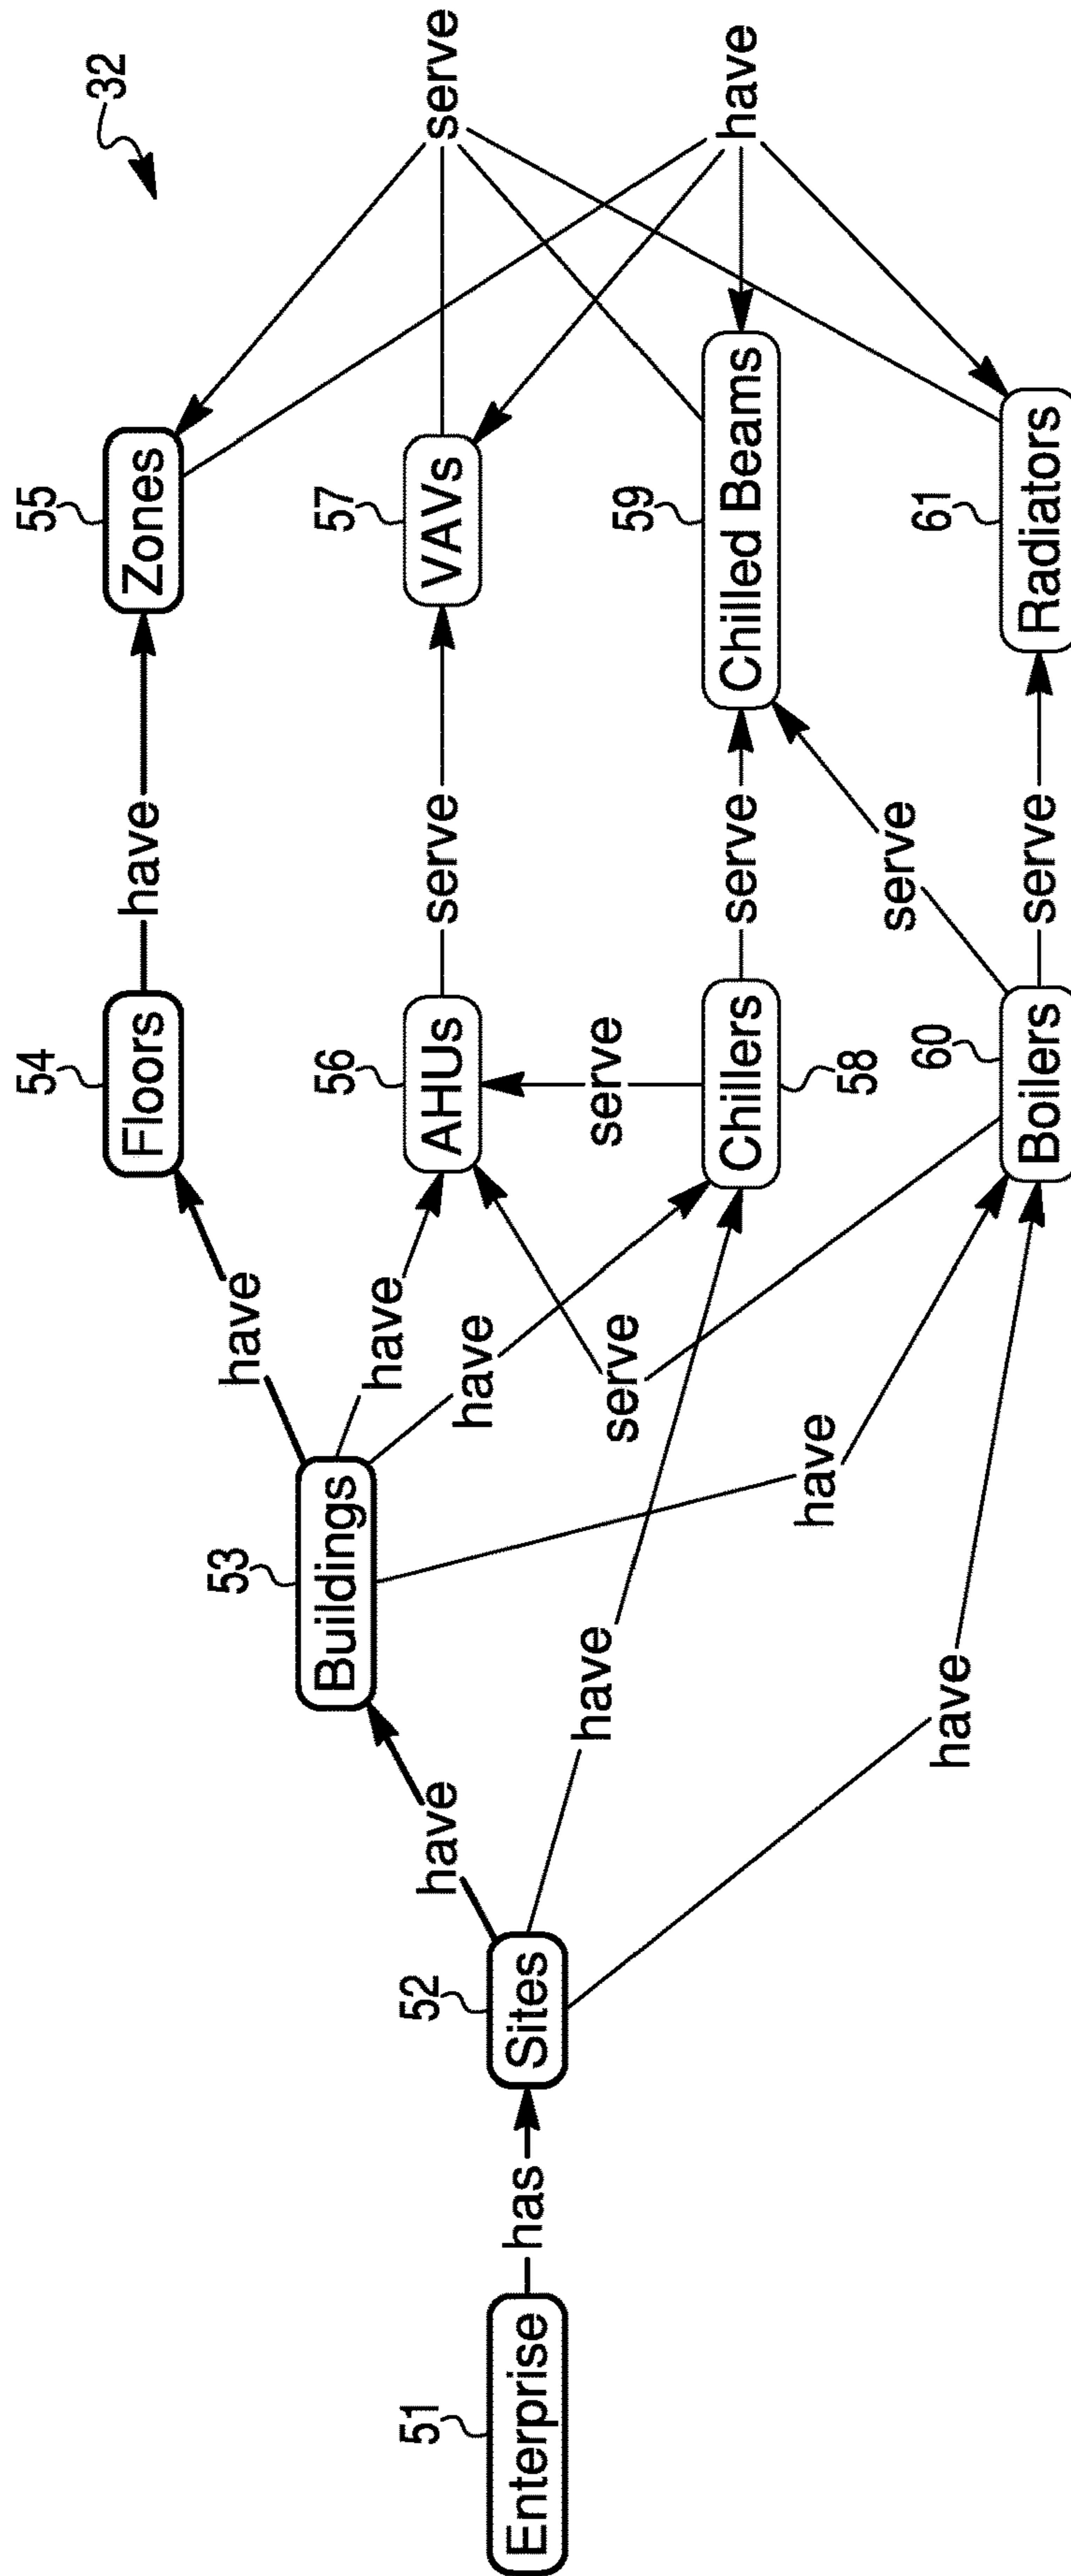 32
51
Enterprise
has
52
Sites
have
have
have
53
Buildings
have
have
have
have
54
Floors
have
55
Zones
56
AHUs
serve
57
VAVs
serve
serve
58
Chillers
serve
59
Chilled Beams
serve
60
Boilers
serve
61
Radiators
serve
have